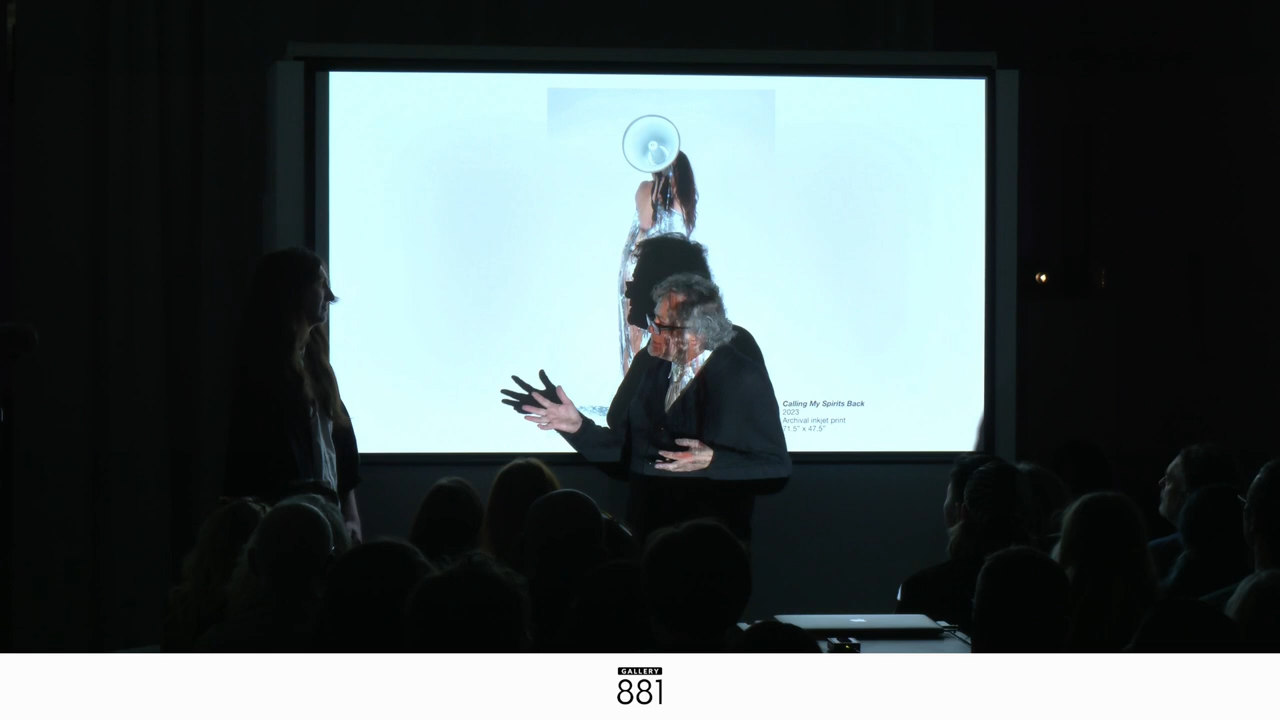 Calling My Spirits Back
2023
Archival inkjet print
71.5" x 47.5"
GALLERY
881